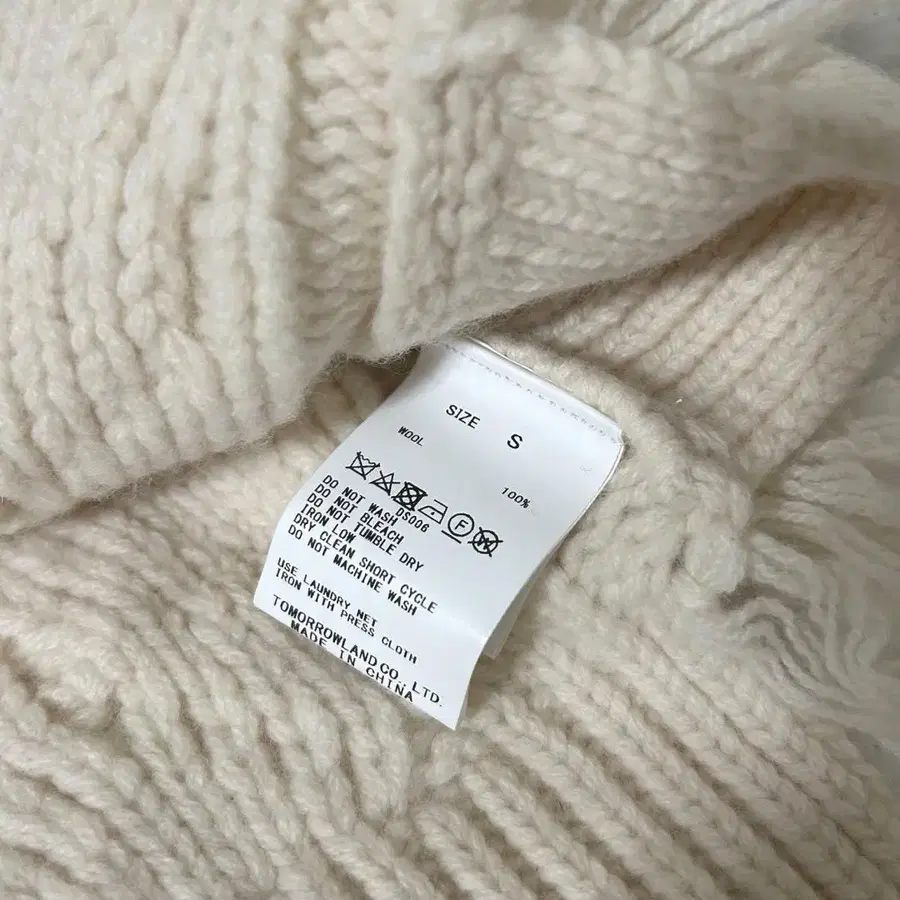 SIZE S
WOOL 100%
DS006
DO NOT WASH
DO NOT BLEACH
DO NOT TUMBLE DRY
IRON LOW
DRY CLEAN SHORT CYCLE
DO NOT MACHINE WASH
USE LAUNDRY NET
IRON WITH PRESS CLOTH
TOMORROWLAND CO., LTD.
MADE IN CHINA